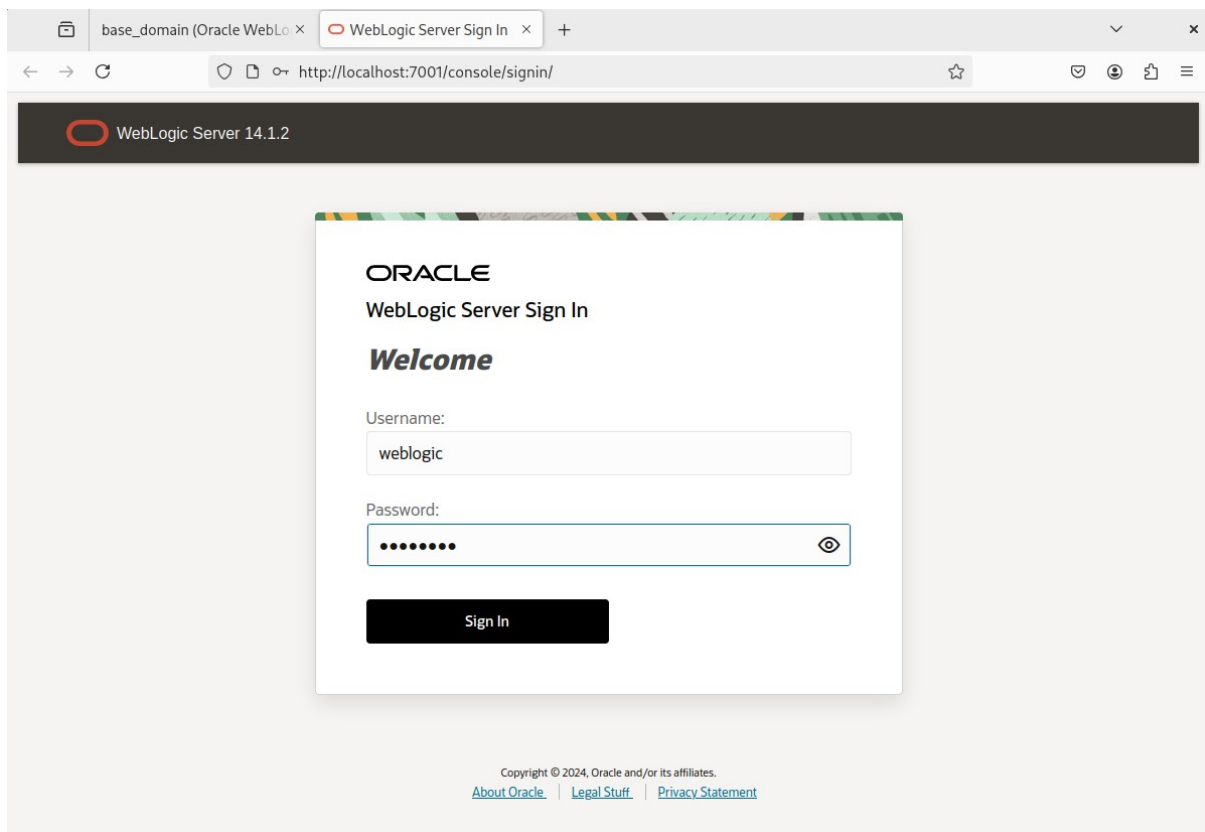 base_domain (Oracle WebLo
WebLogic Server Sign In
http://localhost:7001/console/signin/
WebLogic Server 14.1.2
ORACLE
WebLogic Server Sign In
Welcome
Username:
weblogic
Password:
••••••••
Sign In
Copyright © 2024, Oracle and/or its affiliates.
About Oracle | Legal Stuff | Privacy Statement